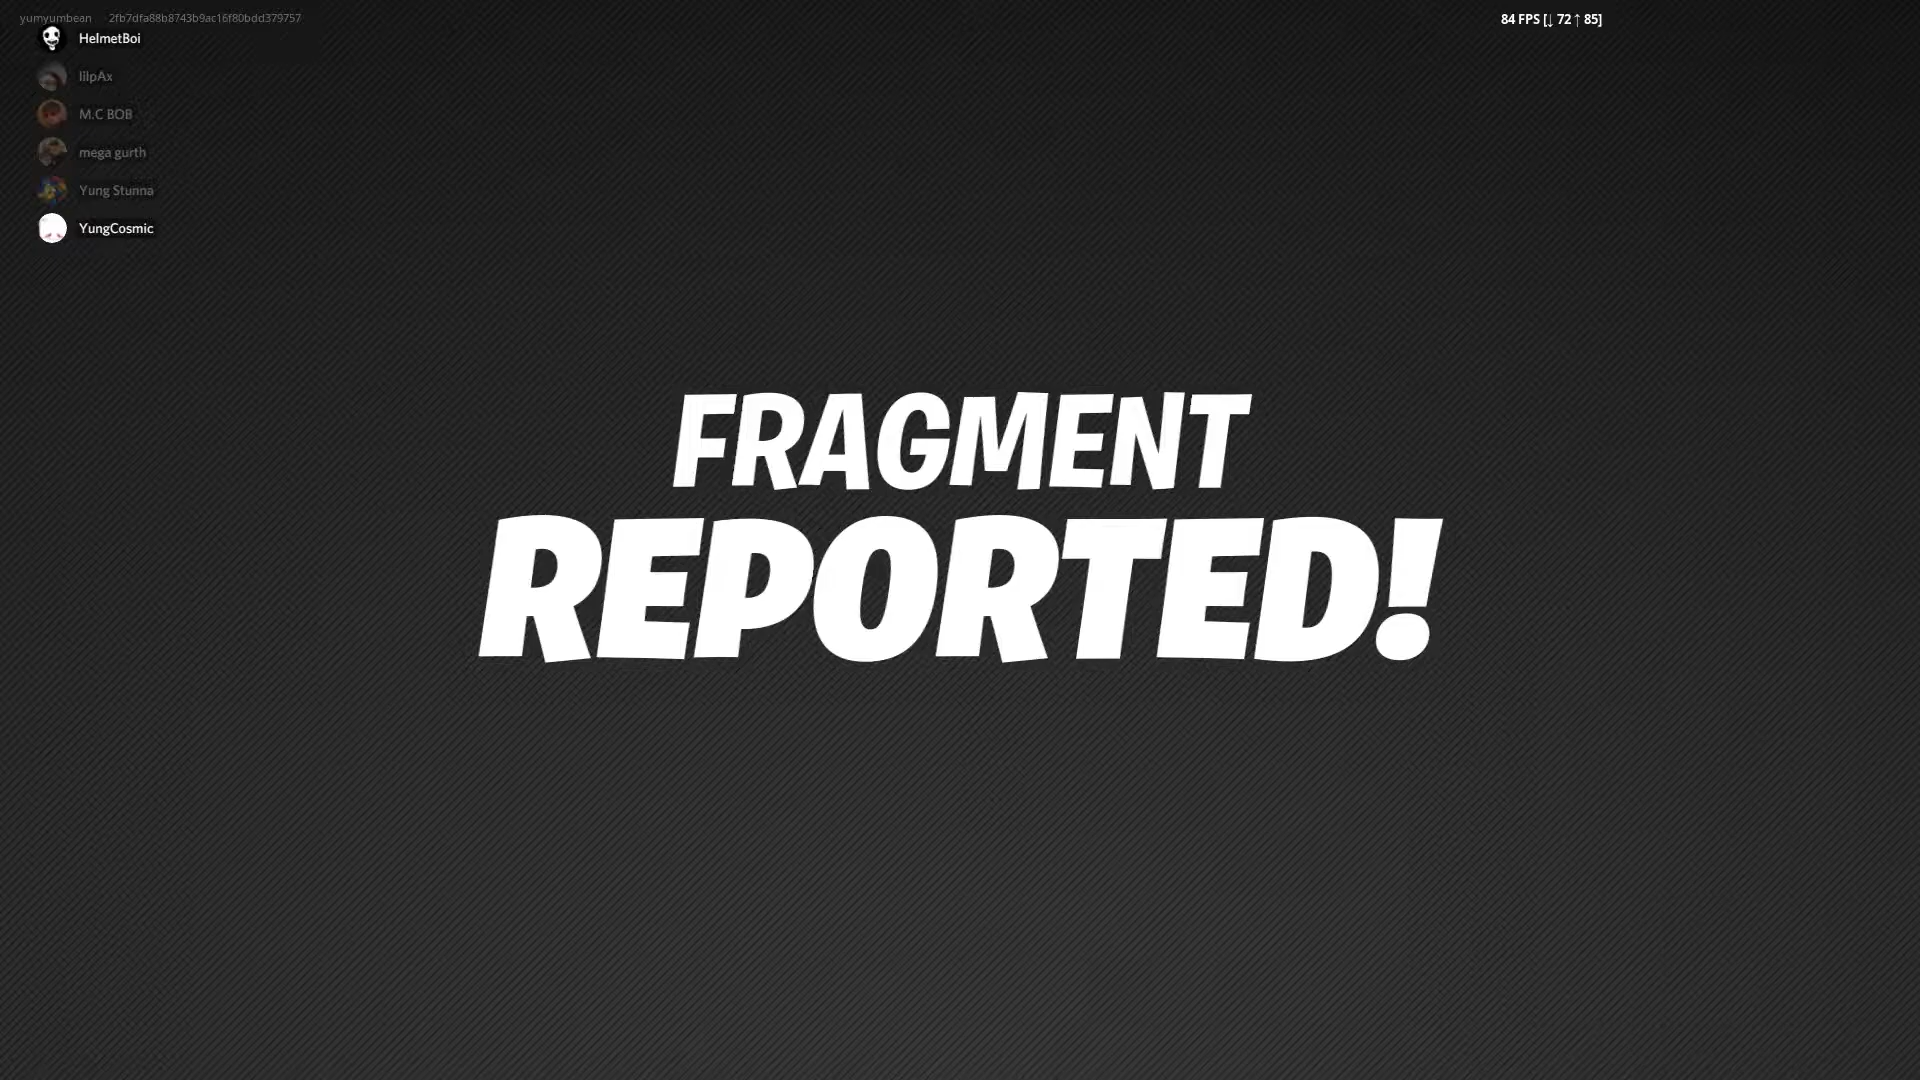 yumyumbean 2fb7dfa88b8743b9ac16f80bdd379757
84 FPS [↓ 72 ↑ 85]
HelmetBoi
lilpAx
M.C BOB
mega gurth
Yung Stunna
YungCosmic
FRAGMENT
REPORTED!